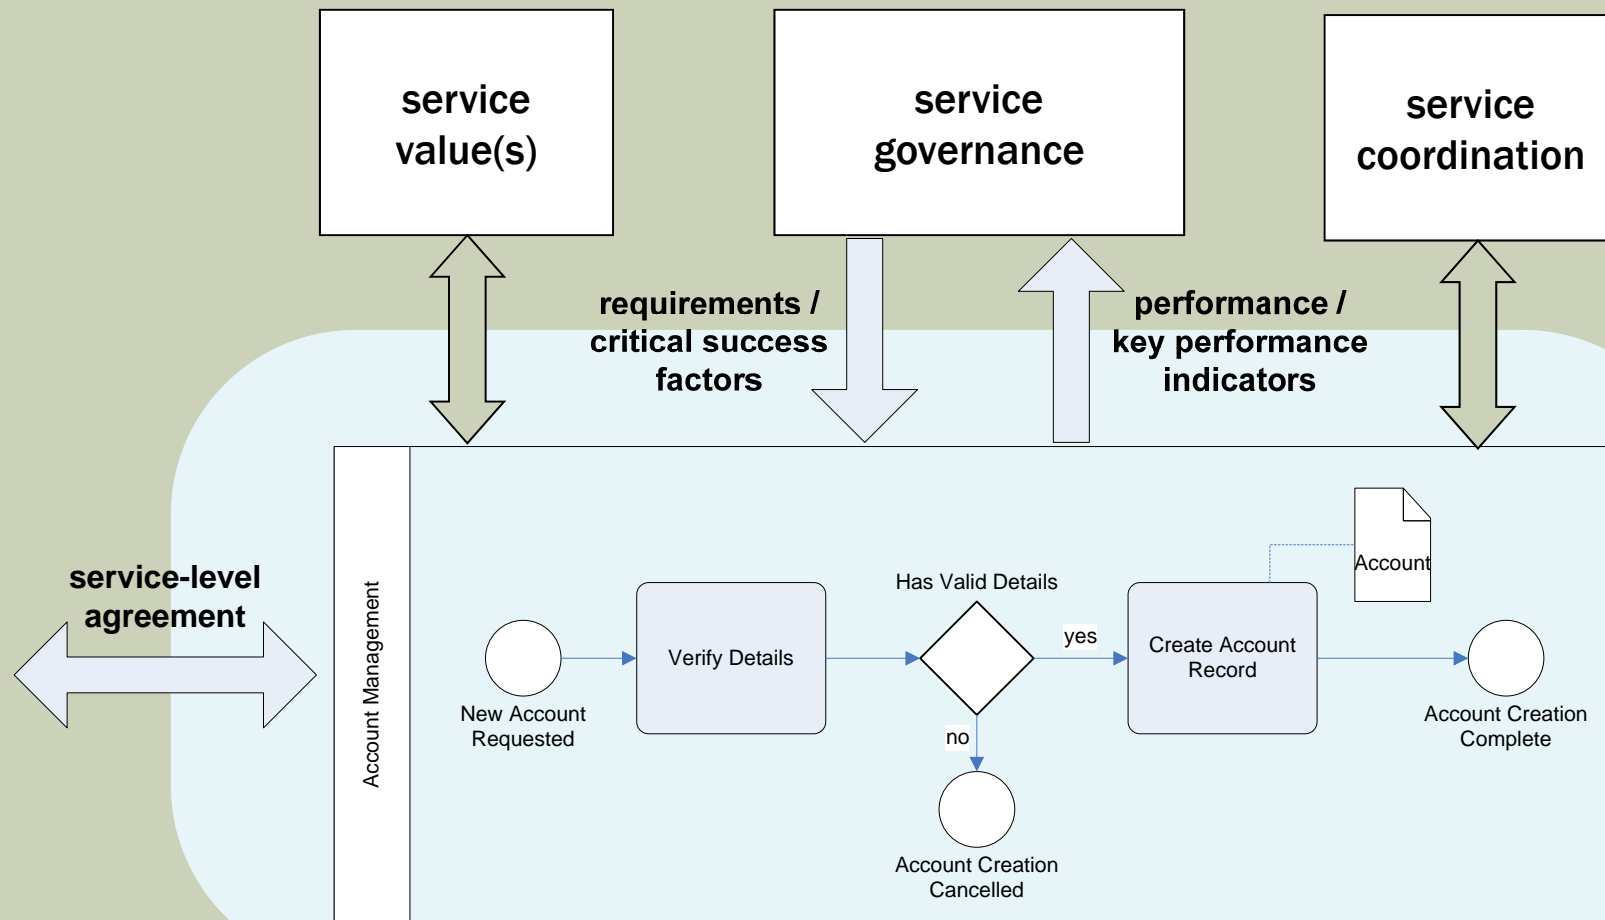 service
value(s)
service
governance
service
coordination
requirements /
critical success
factors
performance /
key performance
indicators
service-level
agreement
Account Management
New Account
Requested
Verify Details
Has Valid Details
yes
no
Create Account
Record
Account
Account Creation
Complete
Account Creation
Cancelled